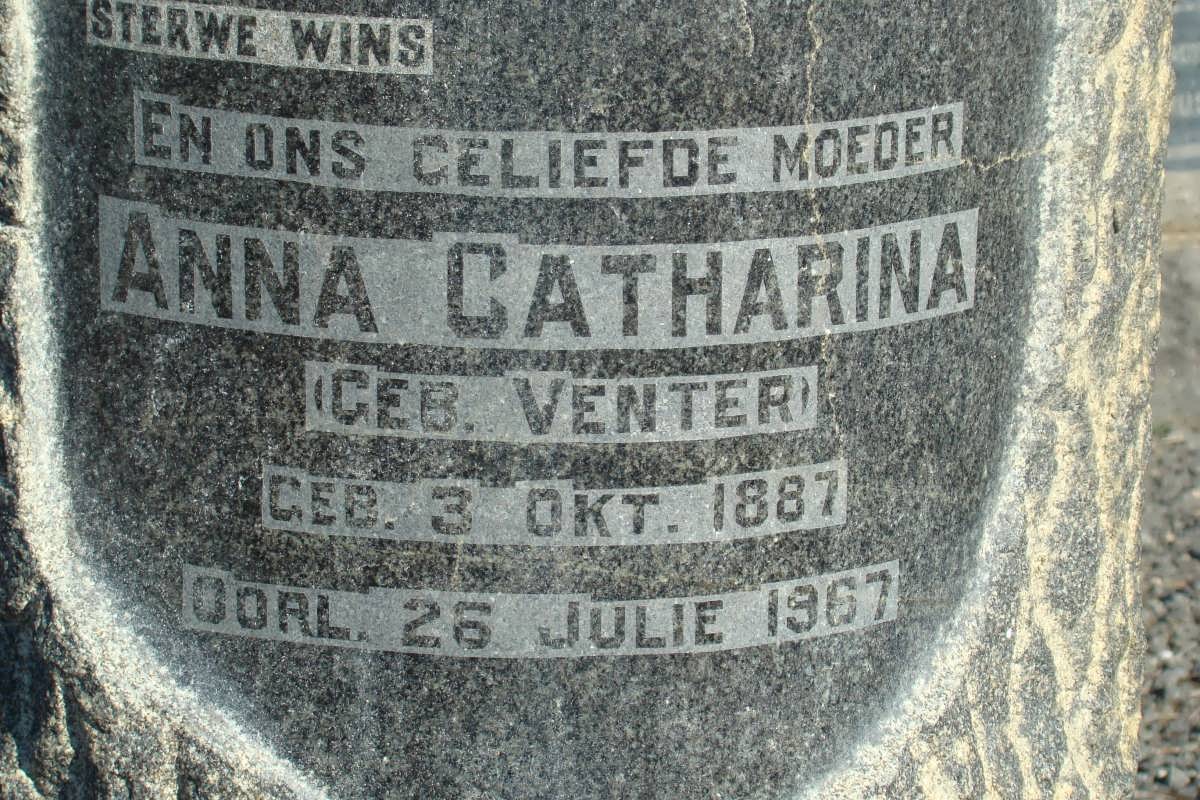 STERWE WINS
EN ONS GELIEFDE MOEDER
ANNA CATHARINA
(GEB. VENTER)
GEB. 3 OKT. 1887
OORL. 26 JULIE 1967